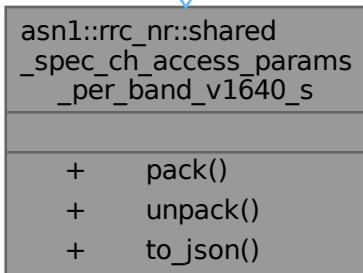 asn1::rrc_nr::shared
_spec_ch_access_params
_per_band_v1640_s
+ pack()
+ unpack()
+ to_json()